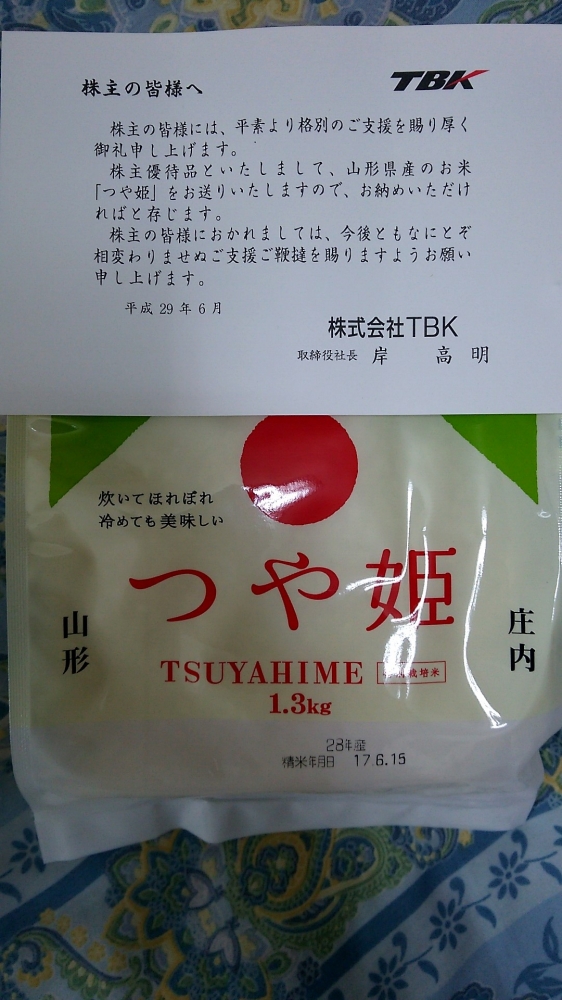 株主の皆様へ
TBK
株主の皆様には、平素より格別のご支援を賜り厚く
御礼申し上げます。
株主優待品といたしまして、山形県産のお米
「つや姫」をお送りいたしますので、お納めいただけ
ればと存じます。
株主の皆様におかれましては、今後ともなにとぞ
相変わりませぬご支援ご鞭撻を賜りますようお願い
申し上げます。
平成29年6月
株式会社TBK
取締役社長 岸 高明
炊いてほれぼれ
冷めても美味しい
つや姫
山形
庄内
TSUYAHIME
栽培米
1.3kg
28年産
精米年月日 17.6.15